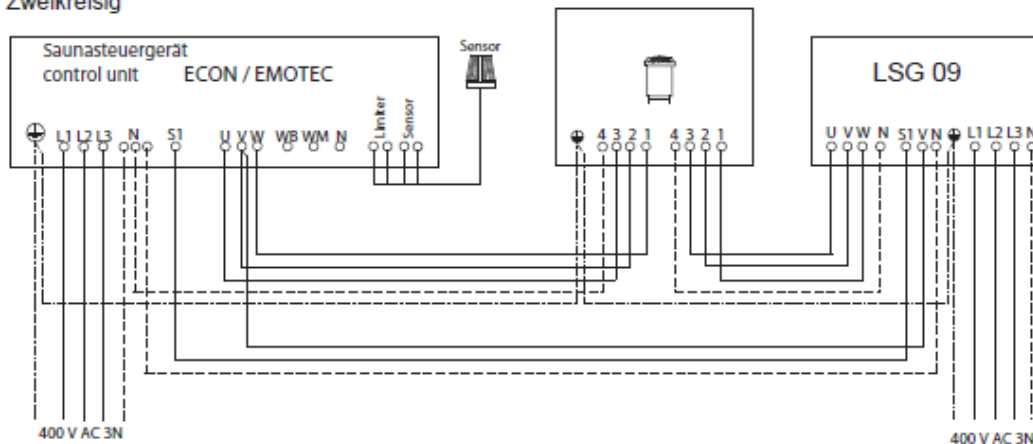 Zweikreisig
Saunasteuergerät
control unit ECON / EMOTEC
Sensor
LSG 09
L1 L2 L3 N S1 U V W WB WM N Limiter Sensor
4 3 2 1 4 3 2 1
U V W N S1 V N L1 L2 L3 N
400 V AC 3N
400 V AC 3N